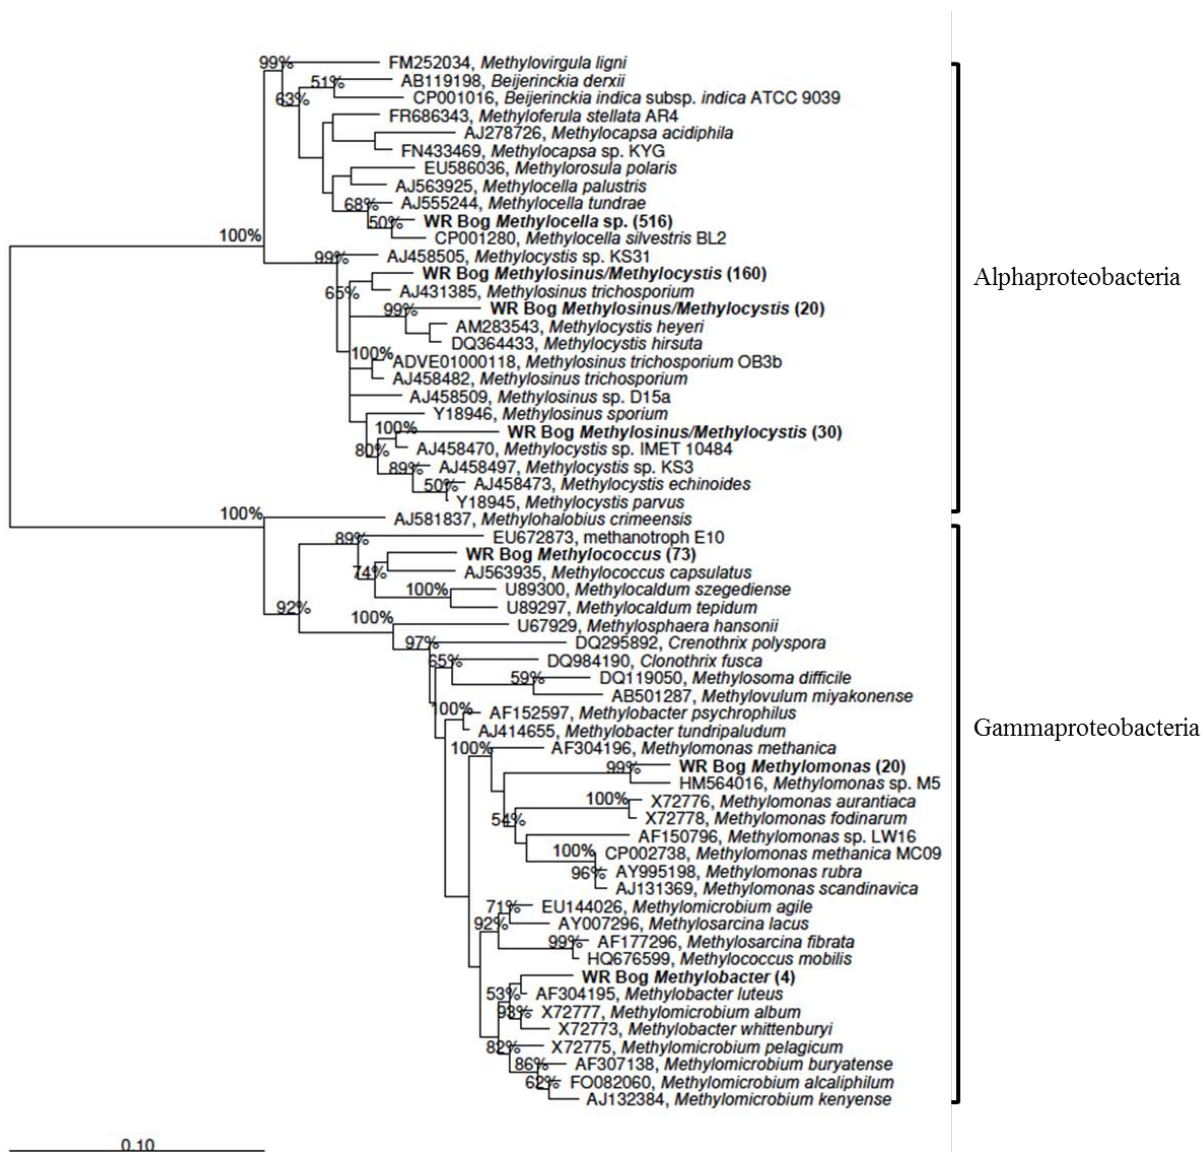 99%
FM252034, Methylovirgula ligni
51%
AB119198, Beijerinckia derxii
63%
CP001016, Beijerinckia indica subsp. indica ATCC 9039
FR686343, Methyloferula stellata AR4
AJ278726, Methylocapsa acidiphila
FN433469, Methylocapsa sp. KYG
EU586036, Methylorosula polaris
AJ563925, Methylocella palustris
68%
AJ555244, Methylocella tundrae
50%
WR Bog Methylocella sp. (516)
100%
CP001280, Methylocella silvestris BL2
99%
AJ458505, Methylocystis sp. KS31
WR Bog Methylosinus/Methylocystis (160)
Alphaproteobacteria
65%
AJ431385, Methylosinus trichosporium
99%
WR Bog Methylosinus/Methylocystis (20)
AM283543, Methylocystis heyeri
DQ364433, Methylocystis hirsuta
100%
ADVE01000118, Methylosinus trichosporium OB3b
AJ458482, Methylosinus trichosporium
AJ458509, Methylosinus sp. D15a
Y18946, Methylosinus sporium
100%
WR Bog Methylosinus/Methylocystis (30)
80%
AJ458470, Methylocystis sp. IMET 10484
89%
AJ458497, Methylocystis sp. KS3
50%
AJ458473, Methylocystis echinoides
Y18945, Methylocystis parvus
100%
AJ581837, Methylohalobius crimeensis
89%
EU672873, methanotroph E10
WR Bog Methylococcus (73)
74%
AJ563935, Methylococcus capsulatus
100%
U89300, Methylocaldum szegediense
92%
U89297, Methylocaldum tepidum
100%
U67929, Methylosphaera hansonii
97%
DQ295892, Crenothrix polyspora
65%
DQ984190, Clonothrix fusca
59%
DQ119050, Methylosoma difficile
AB501287, Methylovulum miyakonense
100%
AF152597, Methylobacter psychrophilus
Gammaproteobacteria
AJ414655, Methylobacter tundripaludum
100%
AF304196, Methylomonas methanica
99%
WR Bog Methylomonas (20)
HM564016, Methylomonas sp. M5
100%
X72776, Methylomonas aurantiaca
54%
X72778, Methylomonas fodinarum
AF150796, Methylomonas sp. LW16
100%
CP002738, Methylomonas methanica MC09
96%
AY995198, Methylomonas rubra
AJ131369, Methylomonas scandinavica
71%
EU144026, Methylomicrobium agile
92%
AY007296, Methylosarcina lacus
99%
AF177296, Methylosarcina fibrata
HQ676599, Methylococcus mobilis
WR Bog Methylobacter (4)
53%
AF304195, Methylobacter luteus
93%
X72777, Methylomicrobium album
X72773, Methylobacter whittenburyi
82%
X72775, Methylomicrobium pelagicum
86%
AF307138, Methylomicrobium buryatense
62%
FO082060, Methylomicrobium alcaliphilum
AJ132384, Methylomicrobium kenyense
0.10